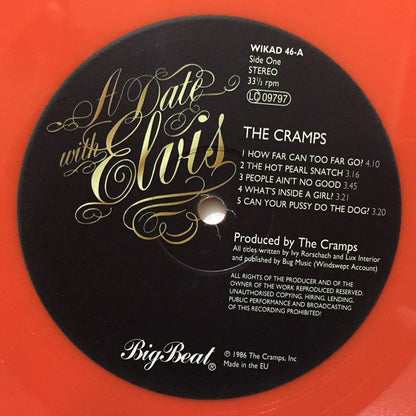 WIKAD 46-A
Side One
STEREO
33⅓ rpm
LC 09797
A Date
with Elvis
THE CRAMPS
1 HOW FAR CAN TOO FAR GO? 4.10
2 THE HOT PEARL SNATCH 3.16
3 PEOPLE AIN'T NO GOOD 3.45
4 WHAT'S INSIDE A GIRL? 3.21
5 CAN YOUR PUSSY DO THE DOG? 3.20
Produced by The Cramps
All titles written by Ivy Rorschach and Lux Interior
and published by Bug Music (Windswept Account)
ALL RIGHTS OF THE PRODUCER AND OF THE
OWNER OF THE WORK REPRODUCED RESERVED.
UNAUTHORISED COPYING, HIRING, LENDING,
PUBLIC PERFORMANCE AND BROADCASTING
OF THIS RECORDING PROHIBITED!
Big Beat®
℗ 1986 The Cramps, Inc
Made in the EU